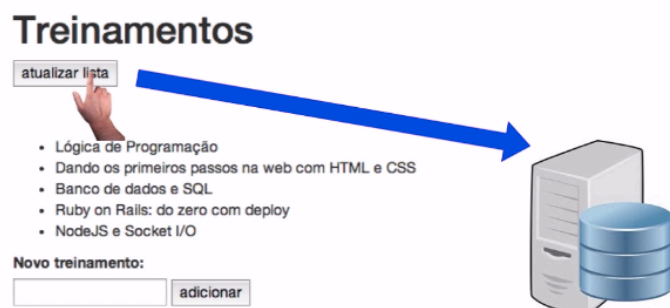 Treinamentos
atualizar lista
Lógica de Programação
Dando os primeiros passos na web com HTML e CSS
Banco de dados e SQL
Ruby on Rails: do zero com deploy
NodeJS e Socket I/O
Novo treinamento:
adicionar